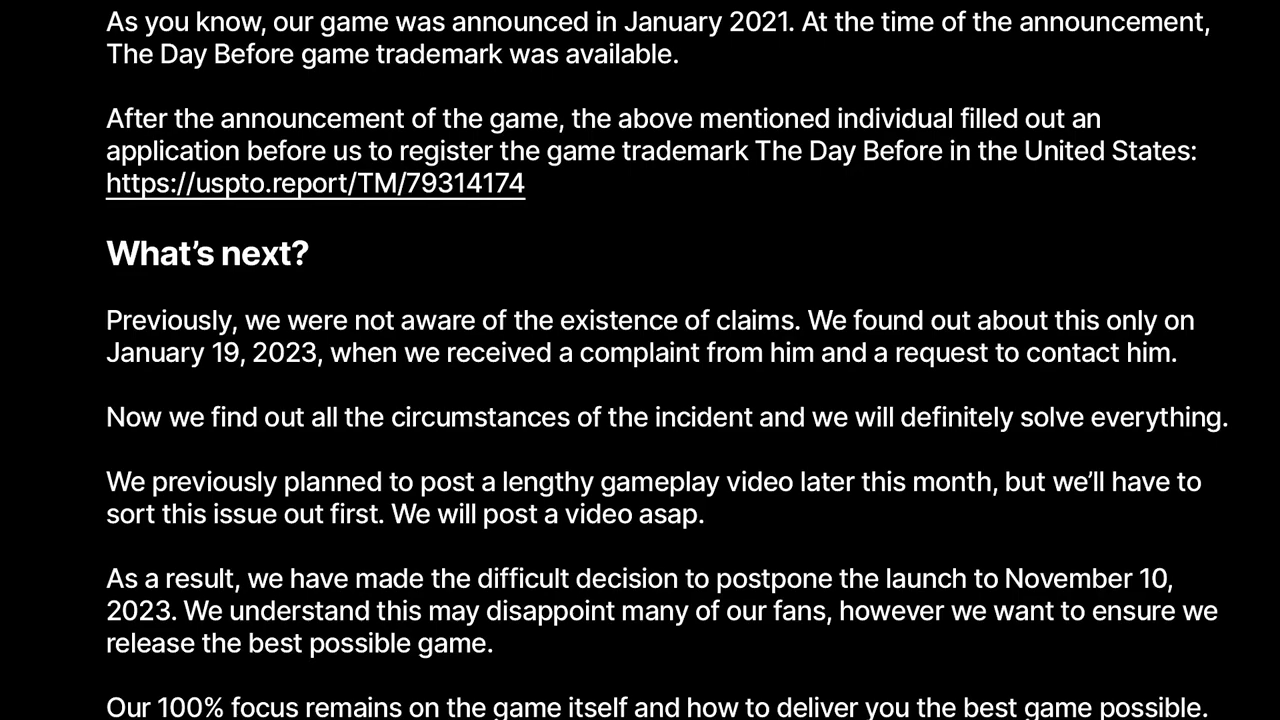 As you know, our game was announced in January 2021. At the time of the announcement,
The Day Before game trademark was available.
After the announcement of the game, the above mentioned individual filled out an
application before us to register the game trademark The Day Before in the United States:
https://uspto.report/TM/79314174
What’s next?
Previously, we were not aware of the existence of claims. We found out about this only on
January 19, 2023, when we received a complaint from him and a request to contact him.
Now we find out all the circumstances of the incident and we will definitely solve everything.
We previously planned to post a lengthy gameplay video later this month, but we’ll have to
sort this issue out first. We will post a video asap.
As a result, we have made the difficult decision to postpone the launch to November 10,
2023. We understand this may disappoint many of our fans, however we want to ensure we
release the best possible game.
Our 100% focus remains on the game itself and how to deliver you the best game possible.